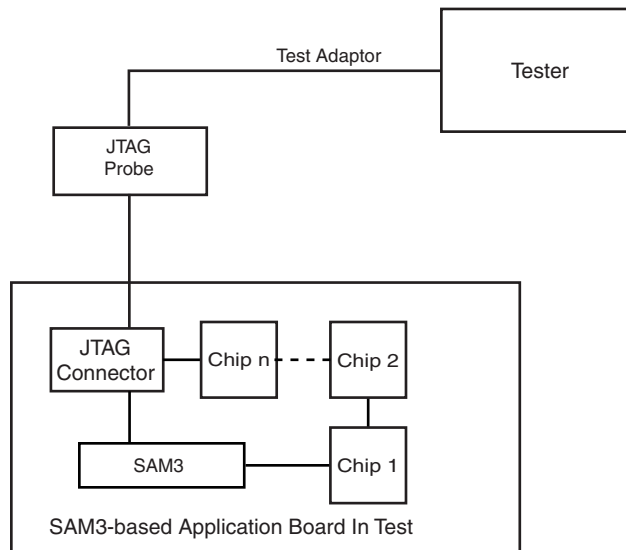 Test Adaptor
Tester
JTAG
Probe
JTAG
Connector
Chip n
Chip 2
SAM3
Chip 1
SAM3-based Application Board In Test